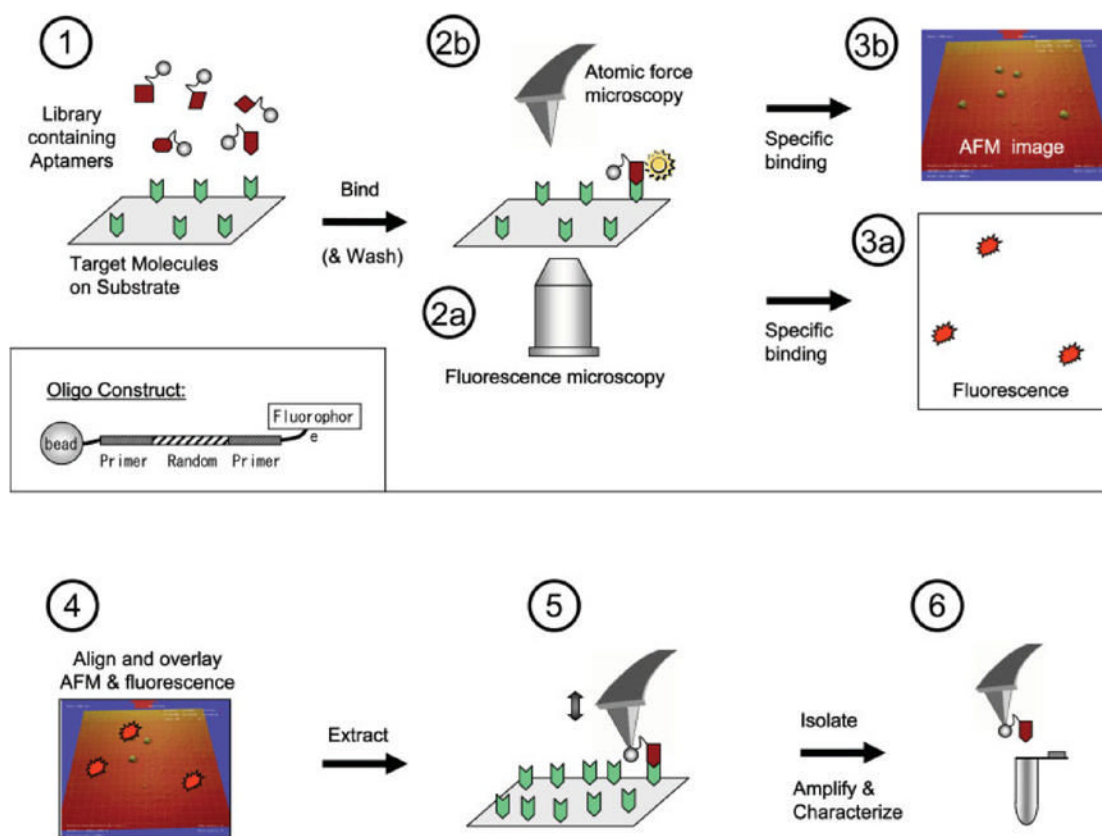 1
Library
containing
Aptamers
Target Molecules
on Substrate
Bind
(& Wash)
2b
Atomic force
microscopy
2a
Fluorescence microscopy
Specific
binding
3b
AFM image
3a
Specific
binding
Fluorescence
Oligo Construct:
bead
Fluorophor
e
Primer Random Primer
4
Align and overlay
AFM & fluorescence
Extract
5
Isolate
Amplify &
Characterize
6